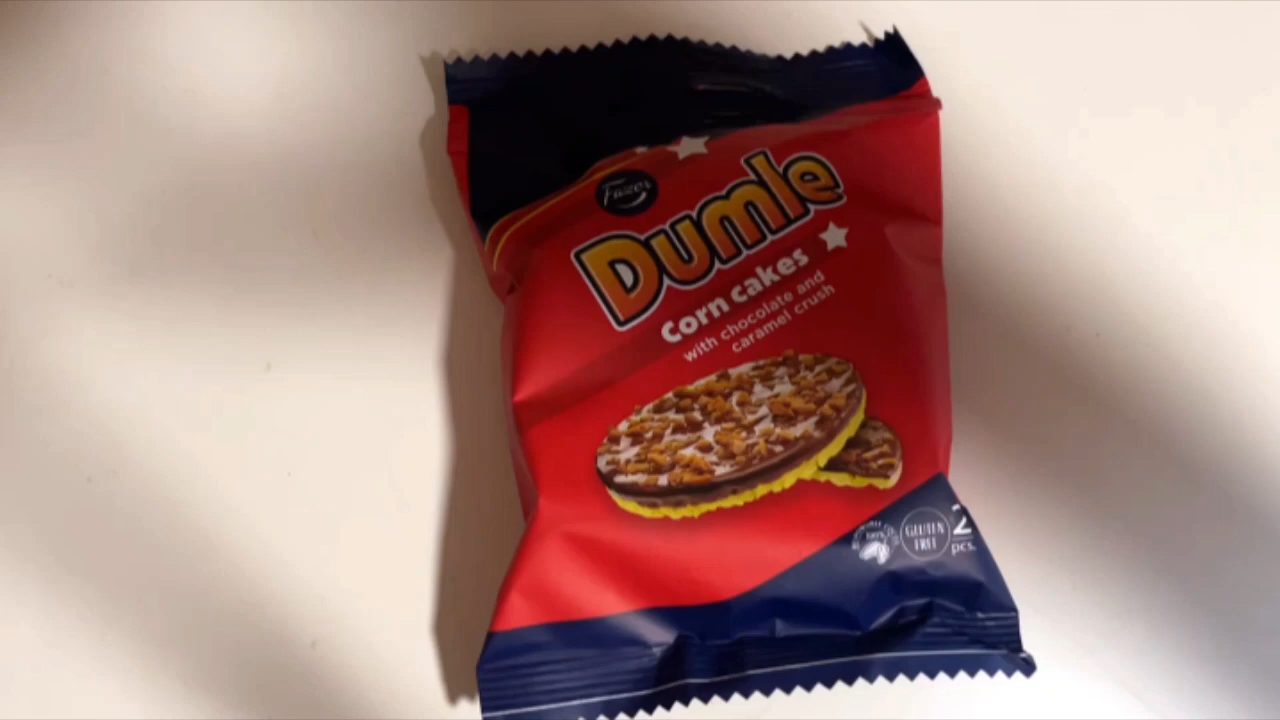 Fazer
Dumle
Corn cakes
with chocolate and
caramel crush
GLUTEN
FREE
2
pcs.